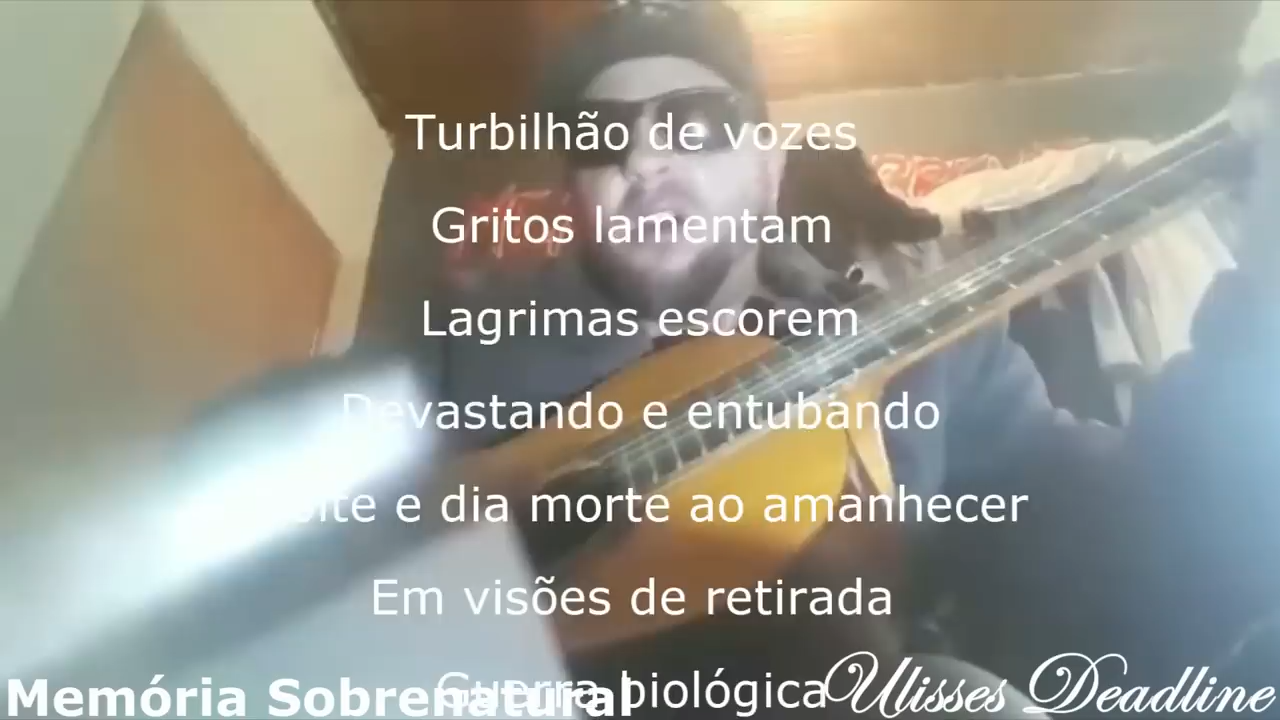 Turbilhão de vozes
Gritos lamentam
Lagrimas escorem
Devastando e entubando
e dia morte ao amanhecer
Em visões de retirada
Guerra biológica
Memória Sobrenatural
Ulisses Deadline